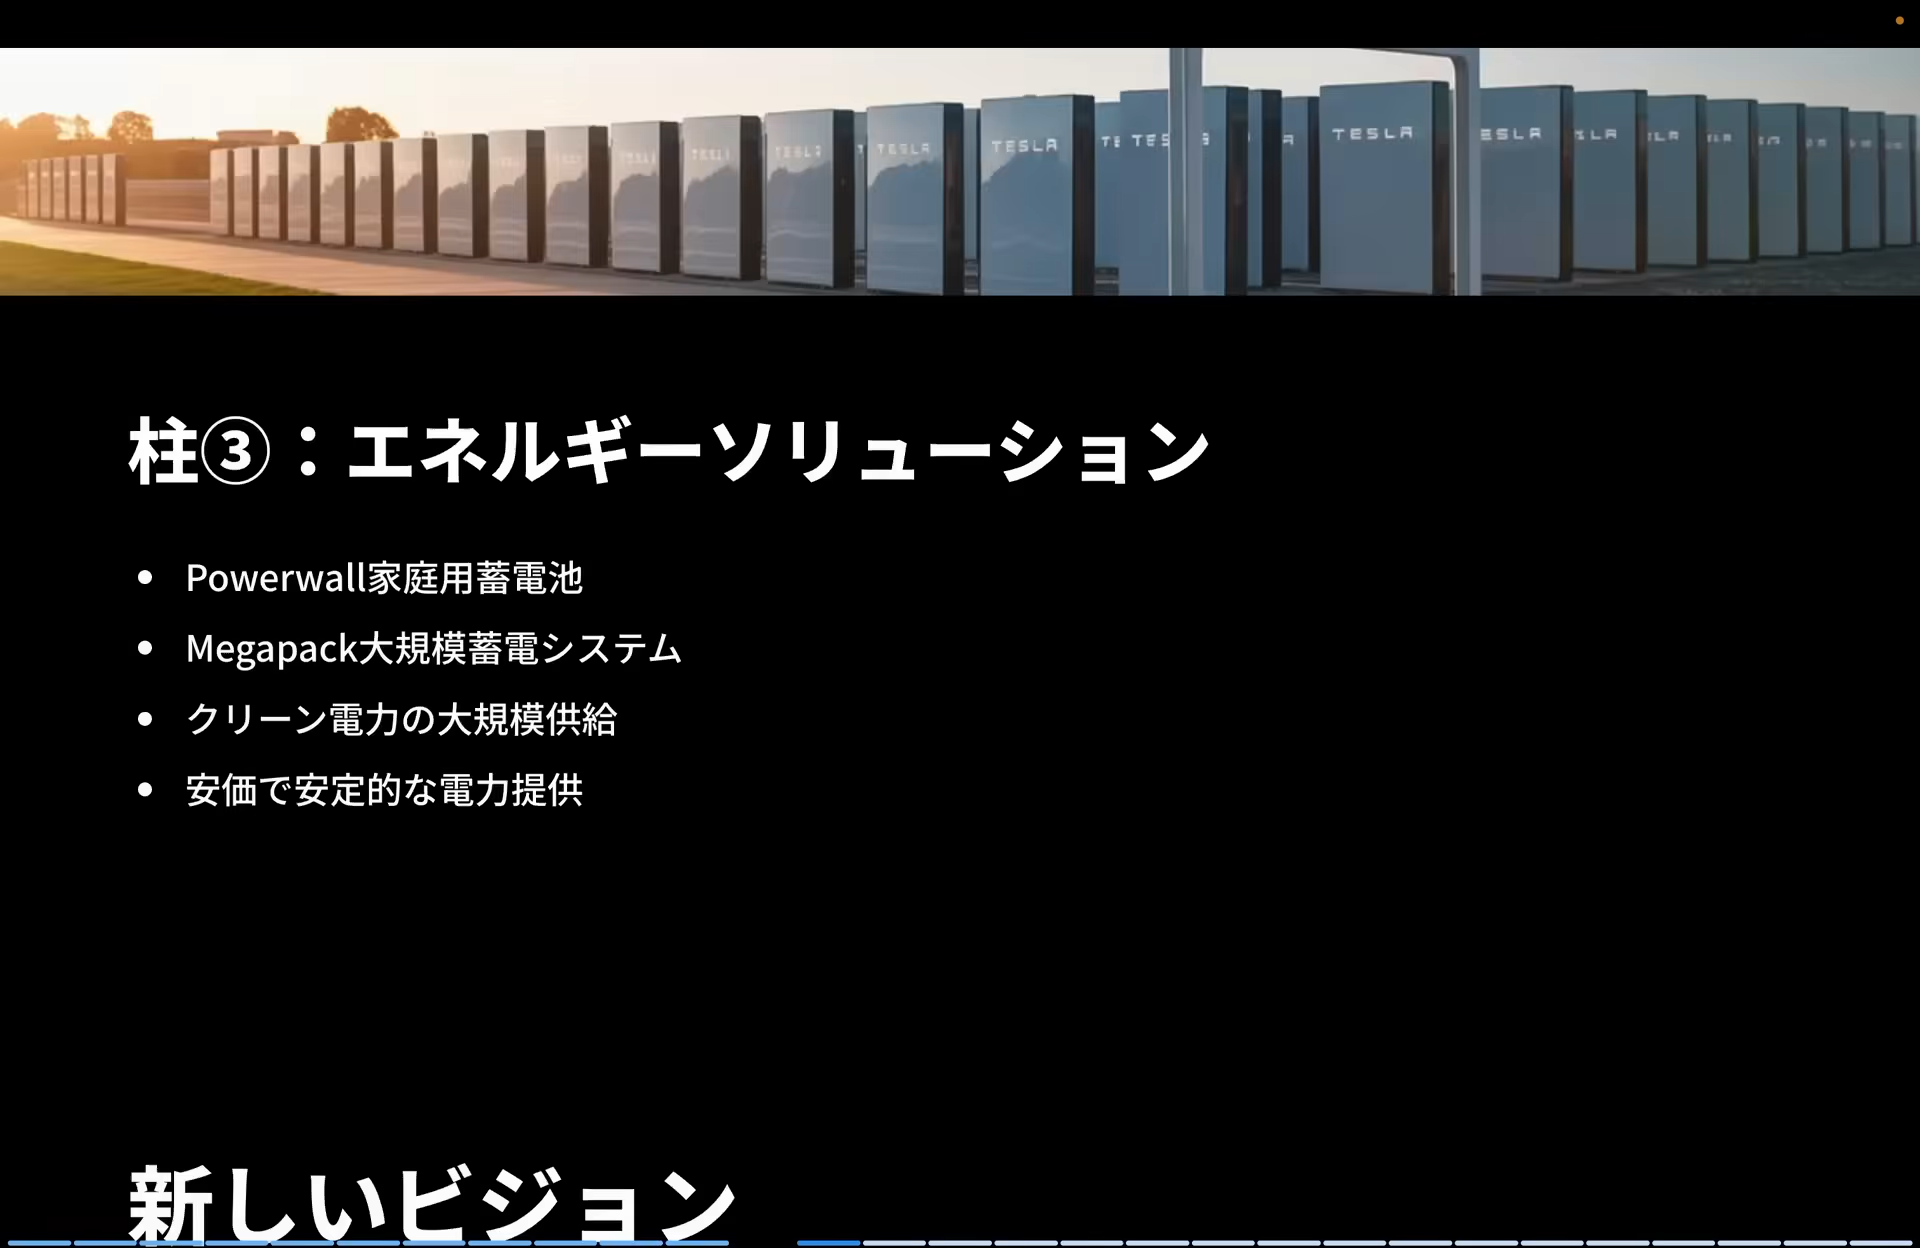 TESLA TESLA TESLA TESLA TESLA
柱③：エネルギーソリューション
Powerwall家庭用蓄電池
Megapack大規模蓄電システム
クリーン電力の大規模供給
安価で安定的な電力提供
新しいビジョン